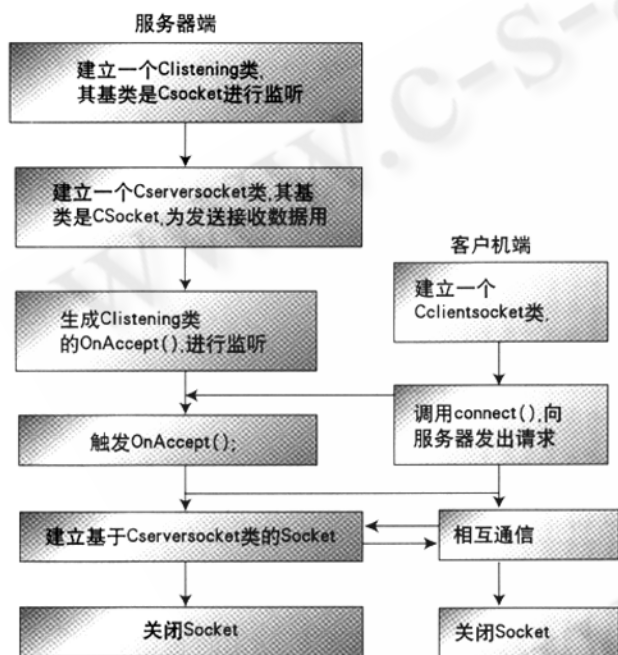 服务器端
建立一个Clistening类,
其基类是Csocket进行监听
建立一个Cserversocket类,其基
类是CSocket,为发送接收数据用
生成Clistening类
的OnAccept(),进行监听
触发OnAccept();
建立基于Cserversocket类的Socket
关闭Socket
客户机端
建立一个
Cclientsocket类,
调用connect(),向
服务器发出请求
相互通信
关闭Socket
www.c-s-